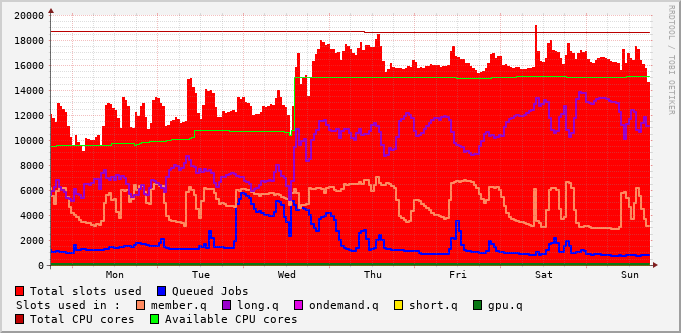 20000
18000
16000
14000
12000
10000
8000
6000
4000
2000
0
Mon Tue Wed Thu Fri Sat Sun
RRDTOOL / TOBI OETIKER
Total slots used Queued Jobs
Slots used in : member.q long.q ondemand.q short.q gpu.q
Total CPU cores Available CPU cores